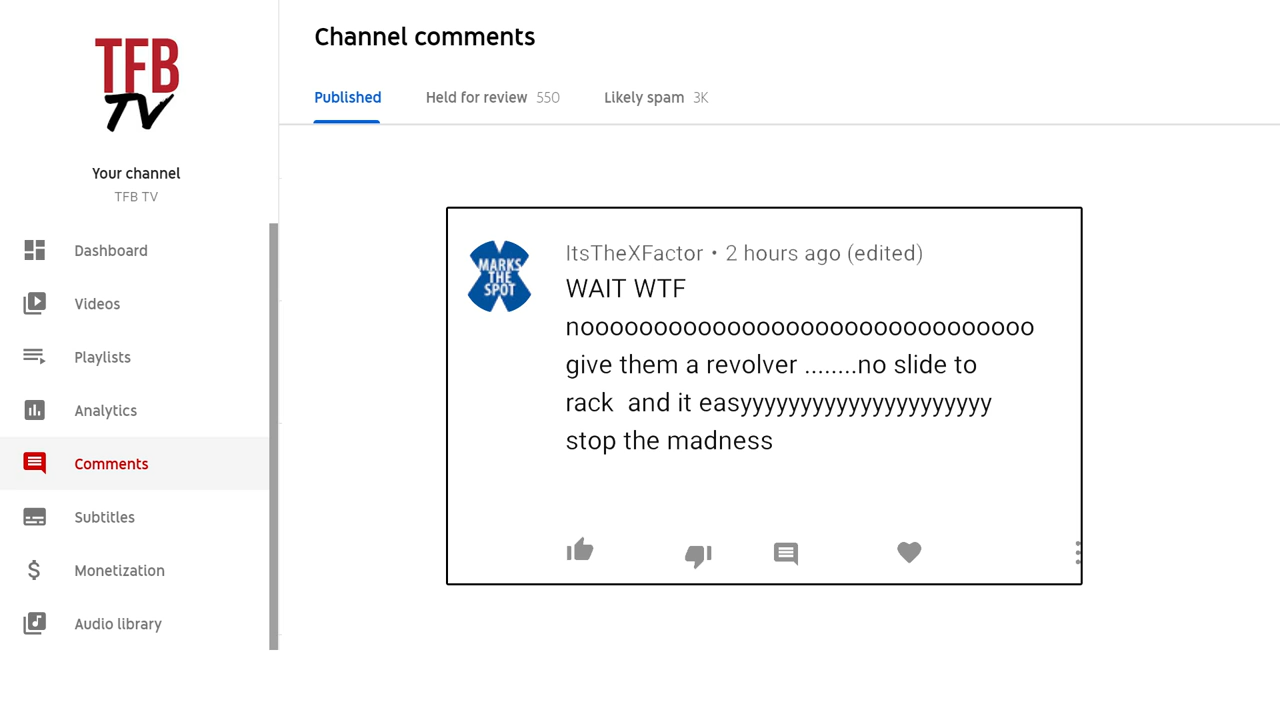 TFB
TV
Your channel
TFB TV
Dashboard
Videos
Playlists
Analytics
Comments
Subtitles
Monetization
Audio library
Channel comments
Published Held for review 550 Likely spam 3K
MARKS
THE
SPOT
ItsTheXFactor • 2 hours ago (edited)
WAIT WTF
nooooooooooooooooooooooooooooooo
give them a revolver ........no slide to
rack  and it easyyyyyyyyyyyyyyyyyyyyy
stop the madness